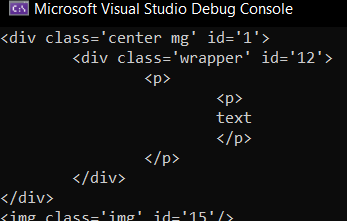 Microsoft Visual Studio Debug Console
<div class='center mg' id='1'>
        <div class='wrapper' id='12'>
                <p>
                        <p>
                        text
                        </p>
                </p>
        </div>
</div>
<img class='img' id='15'/>